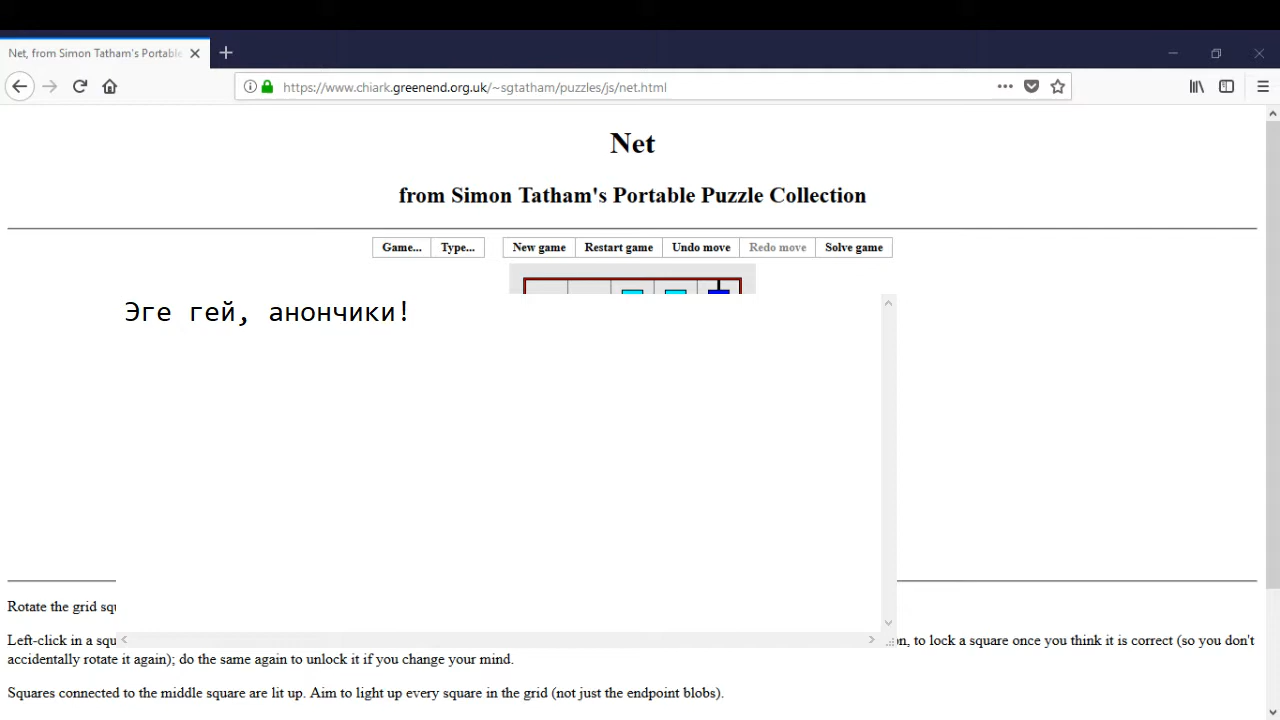 Net, from Simon Tatham's Portable
https://www.chiark.greenend.org.uk/~sgtatham/puzzles/js/net.html
Net
from Simon Tatham's Portable Puzzle Collection
Game... Type... New game Restart game Undo move Redo move Solve game
Эге гей, анончики!
Rotate the grid
Left-click in a to lock a square once you think it is correct (so you don't
accidentally rotate it again); do the same again to unlock it if you change your mind.
Squares connected to the middle square are lit up. Aim to light up every square in the grid (not just the endpoint blobs).